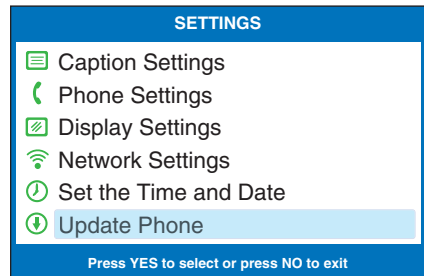 SETTINGS
Caption Settings
Phone Settings
Display Settings
Network Settings
Set the Time and Date
Update Phone
Press YES to select or press NO to exit